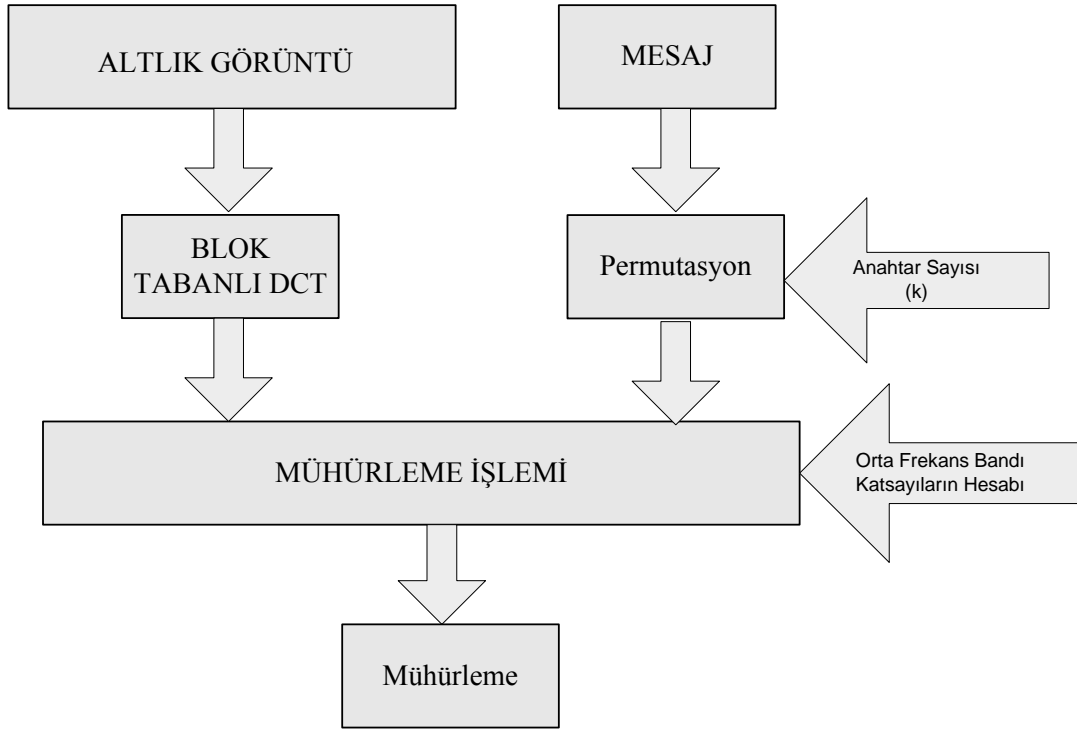 ALTLIK GÖRÜNTÜ
MESAJ
BLOK
TABANLI DCT
Permutasyon
Anahtar Sayısı
(k)
MÜHÜRLEME İŞLEMİ
Orta Frekans Bandı
Katsayıların Hesabı
Mühürleme